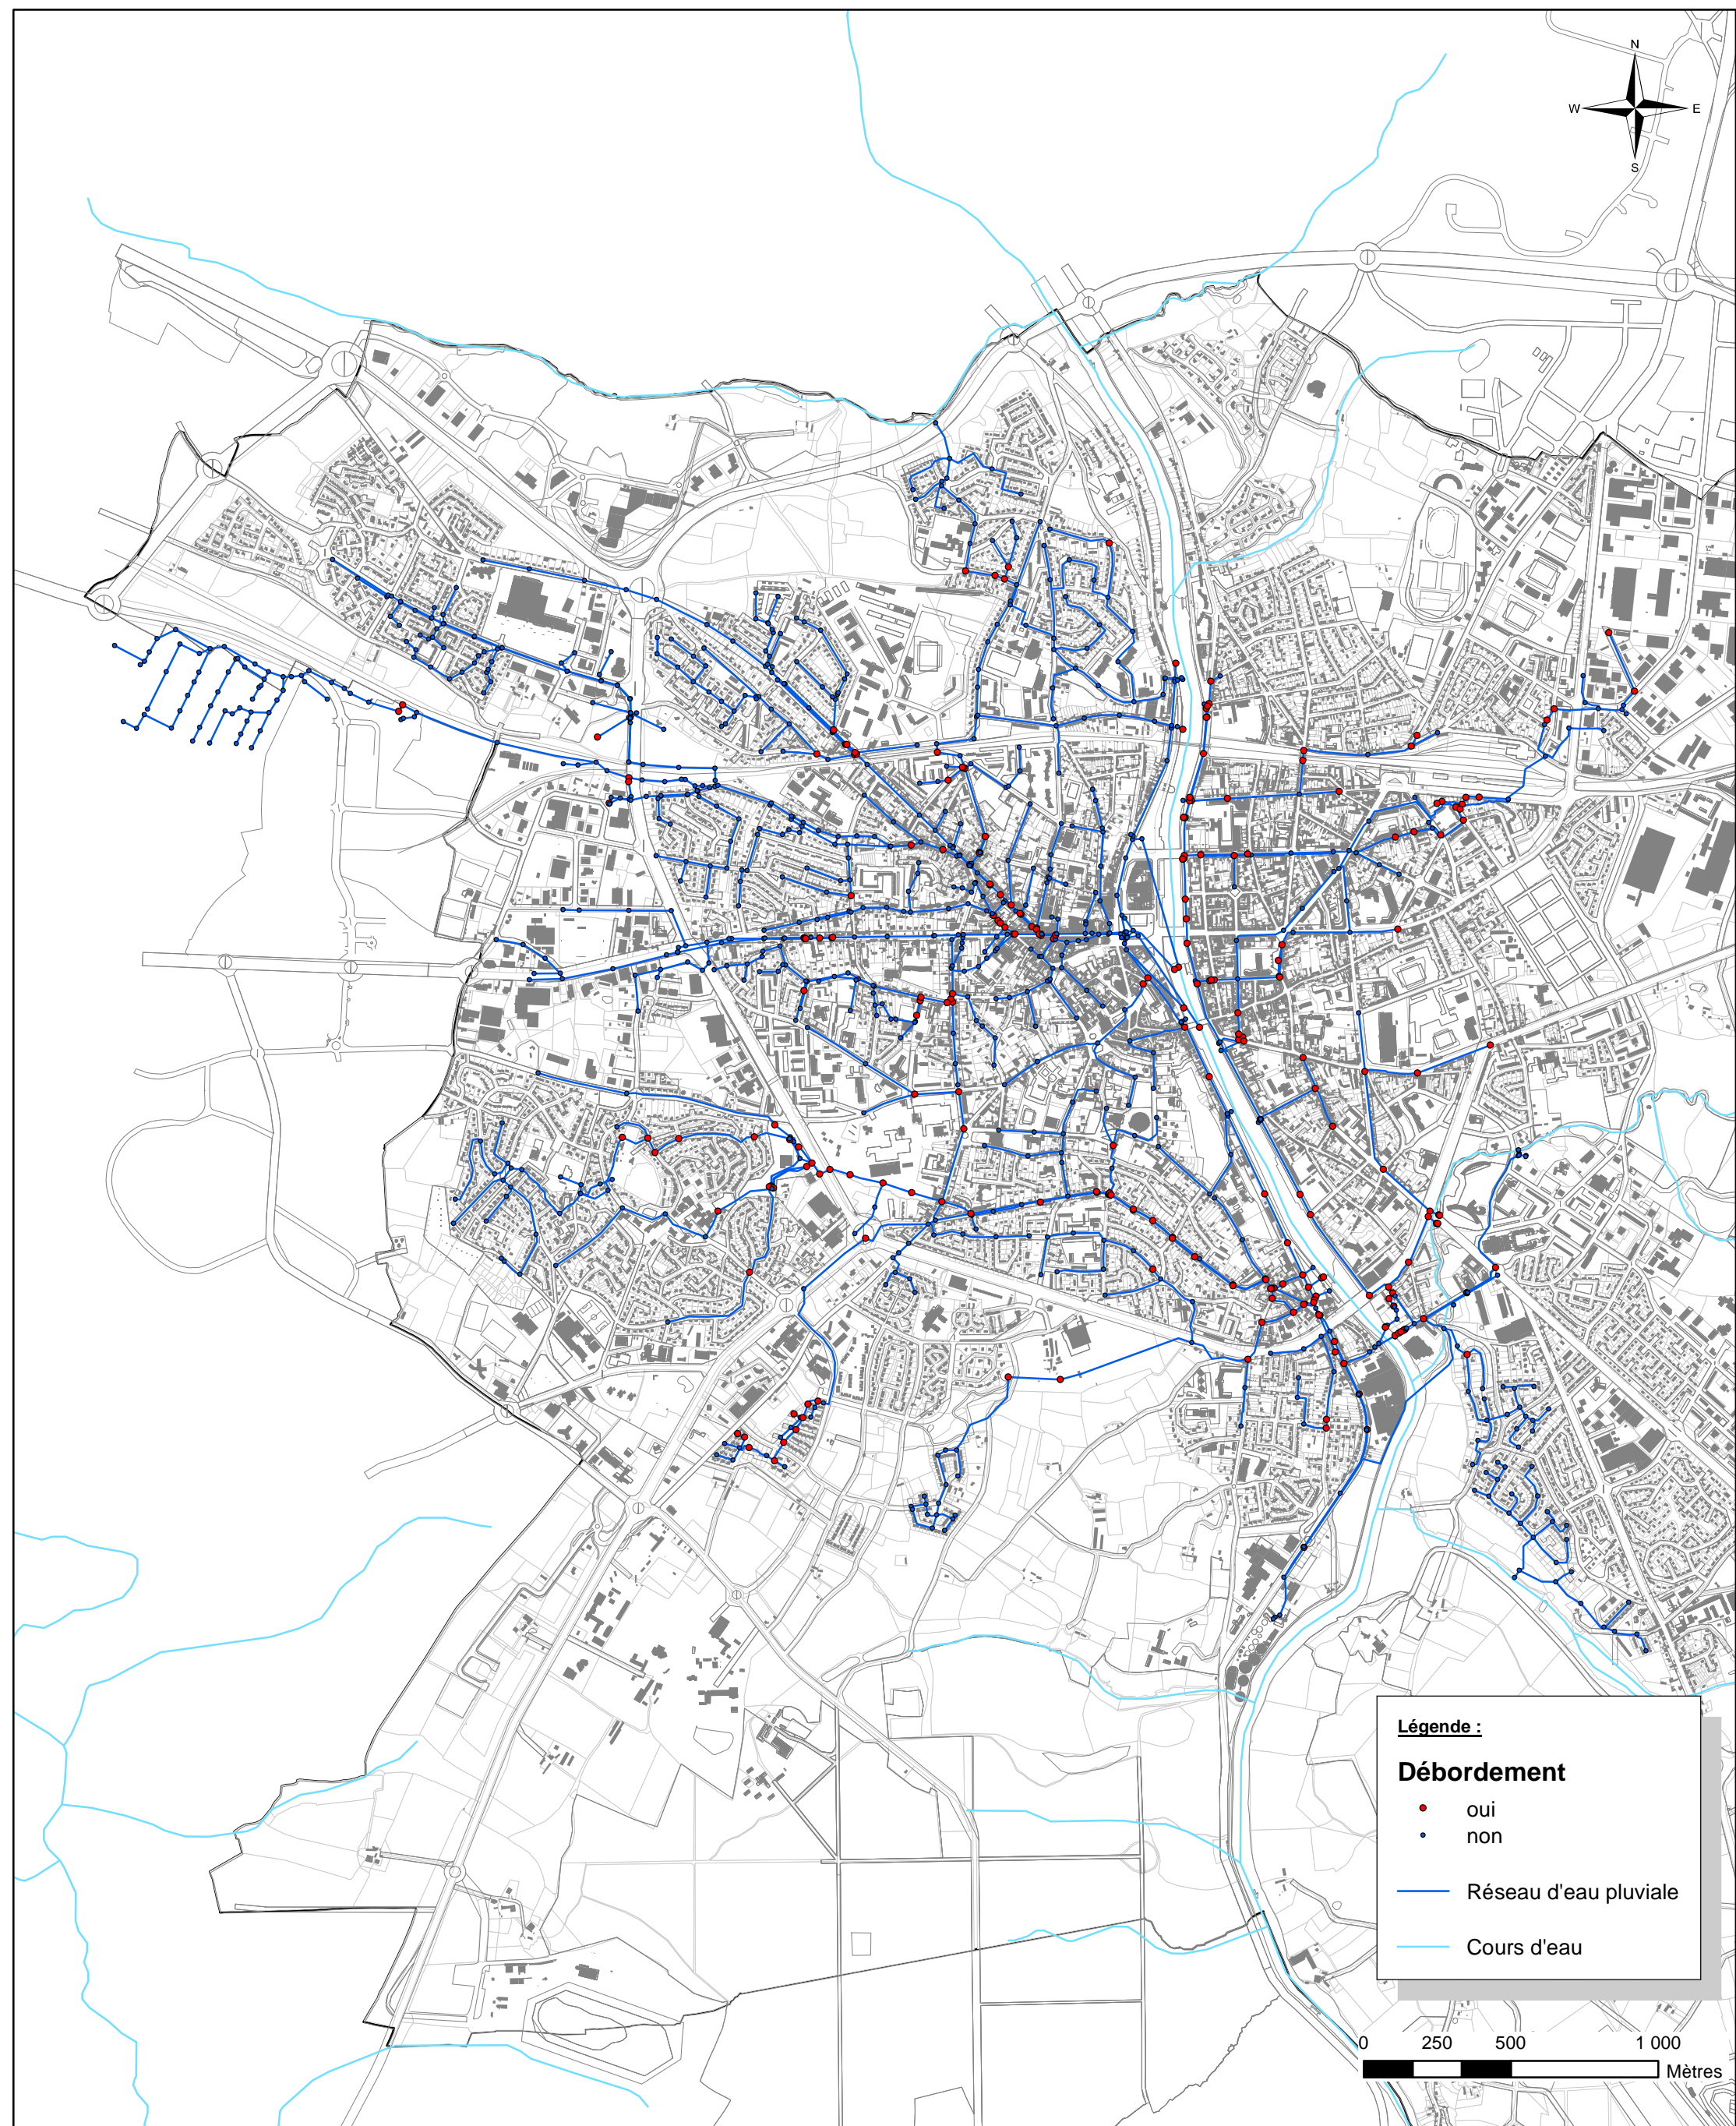 N
W E
S
Légende :
Débordement
oui
non
Réseau d'eau pluviale
Cours d'eau
0 250 500 1 000
Mètres